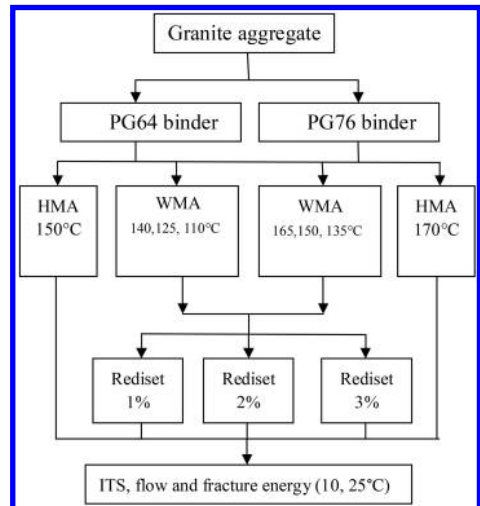 Granite aggregate
PG64 binder
PG76 binder
HMA
150°C
WMA
140,125, 110°C
WMA
165,150, 135°C
HMA
170°C
Rediset
1%
Rediset
2%
Rediset
3%
ITS, flow and fracture energy (10, 25°C)